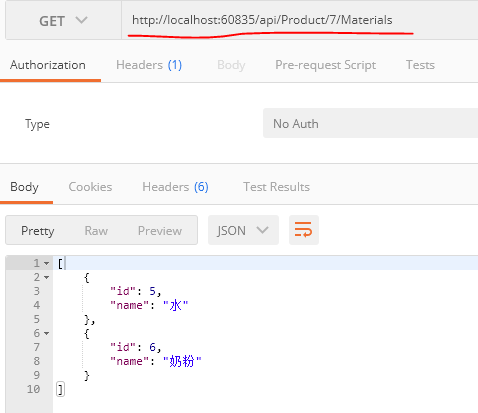 GET http://localhost:60835/api/Product/7/Materials
Authorization Headers (1) Body Pre-request Script Tests
Type No Auth
Body Cookies Headers (6) Test Results
Pretty Raw Preview JSON
1 [
2 {
3 "id": 5,
4 "name": "水"
5 },
6 {
7 "id": 6,
8 "name": "奶粉"
9 }
10 ]